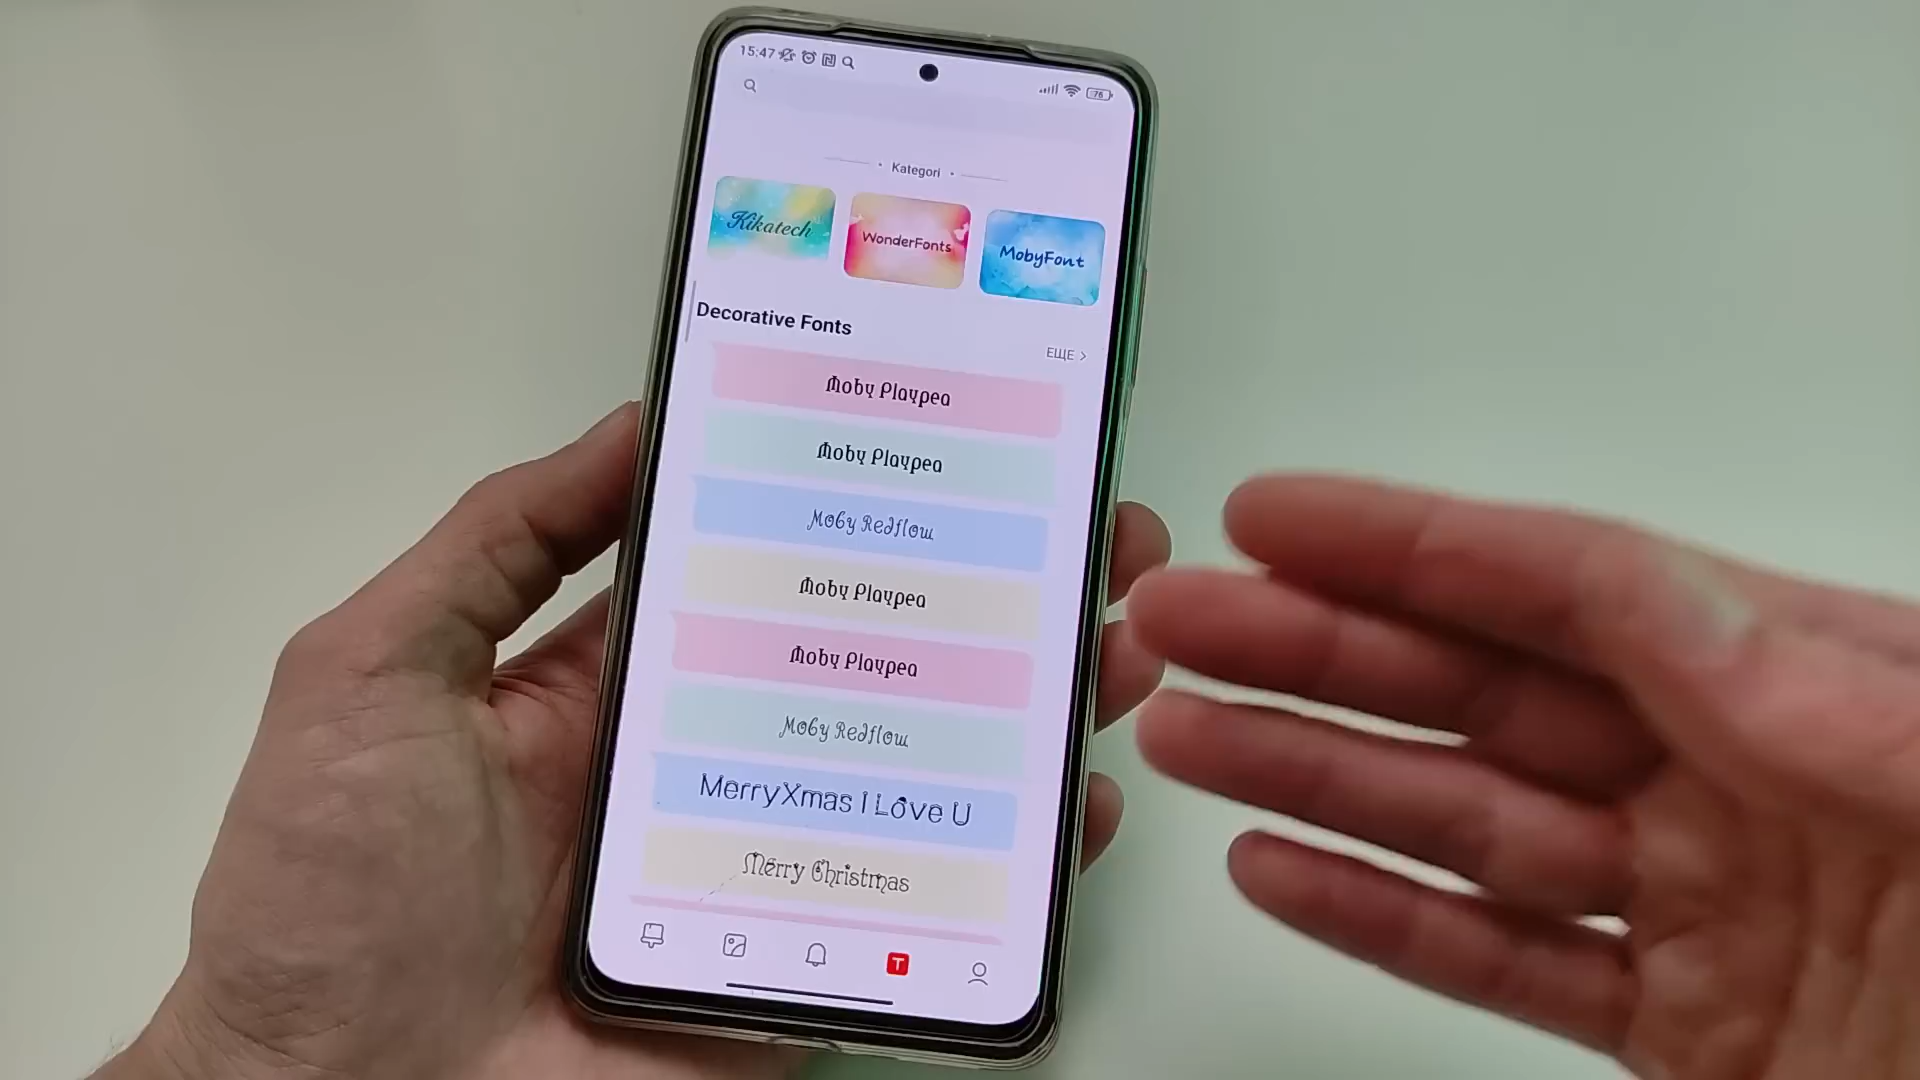 15:47
76
Kategori
Kikatech
WonderFonts
MobyFont
Decorative Fonts
ЕЩЕ >
Moby Playpea
Moby Playpea
Moby Redflow
Moby Playpea
Moby Playpea
Moby Redflow
MerryXmas I Love U
Merry Christmas
T